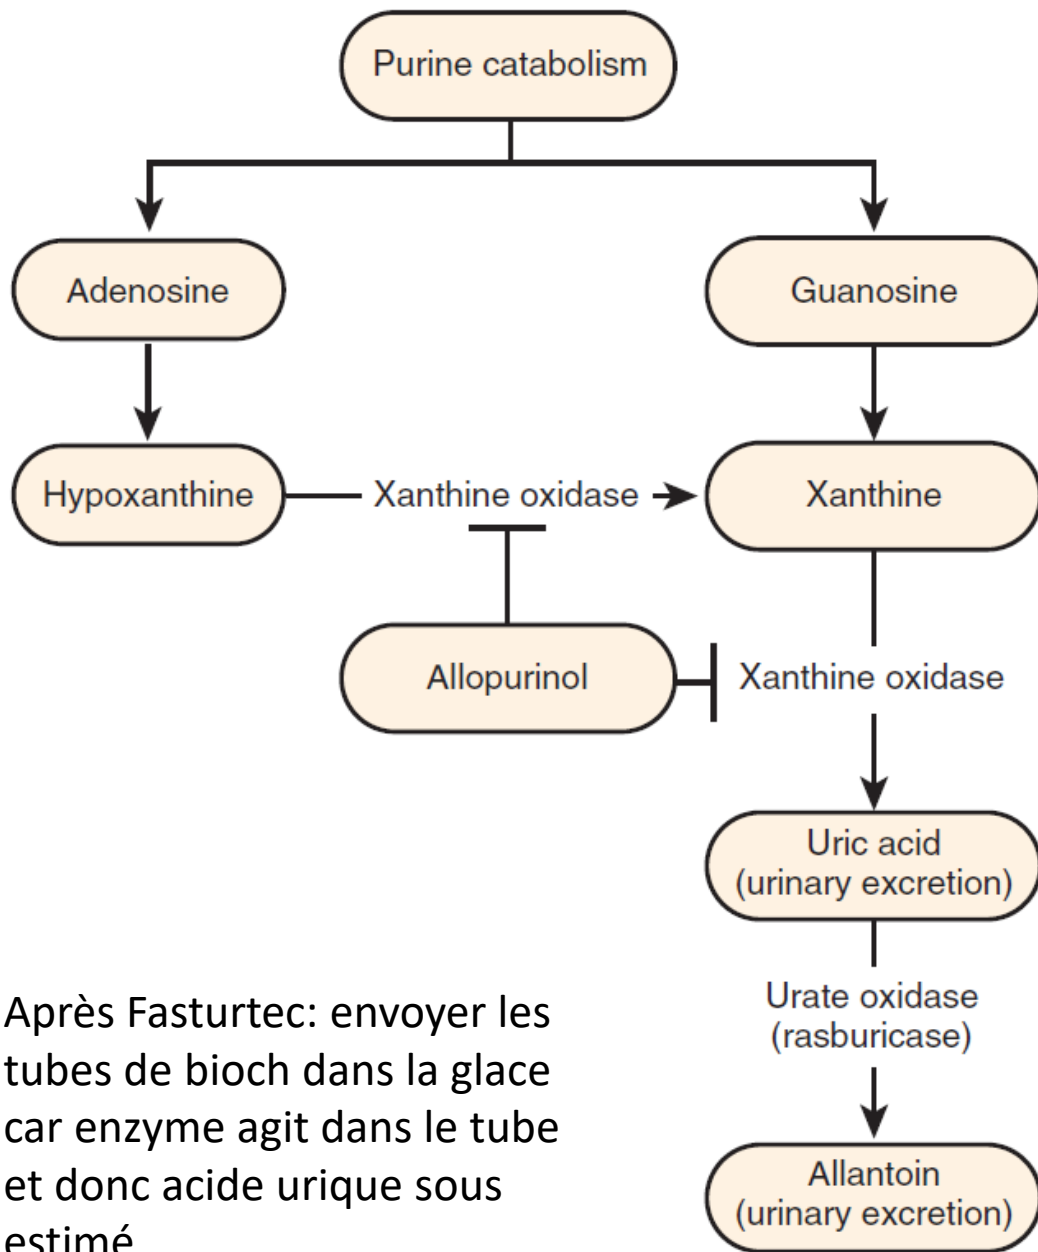 Purine catabolism
Adenosine
Guanosine
Hypoxanthine
Xanthine oxidase
Xanthine
Allopurinol
Xanthine oxidase
Uric acid
(urinary excretion)
Urate oxidase
(rasburicase)
Allantoin
(urinary excretion)
Après Fasturtec: envoyer les
tubes de bioch dans la glace
car enzyme agit dans le tube
et donc acide urique sous
estimé